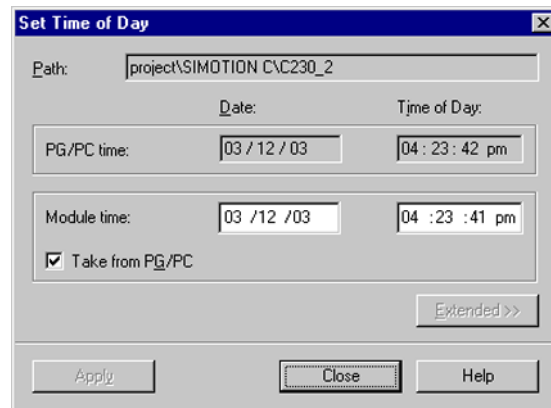 Set Time of Day
Path: project\SIMOTION C\C230_2
Date: Time of Day:
PG/PC time: 03 / 12 / 03 04 : 23 : 42 pm
Module time: 03 /12 /03 04 :23 :41 pm
Take from PG/PC
Extended >>
Apply Close Help